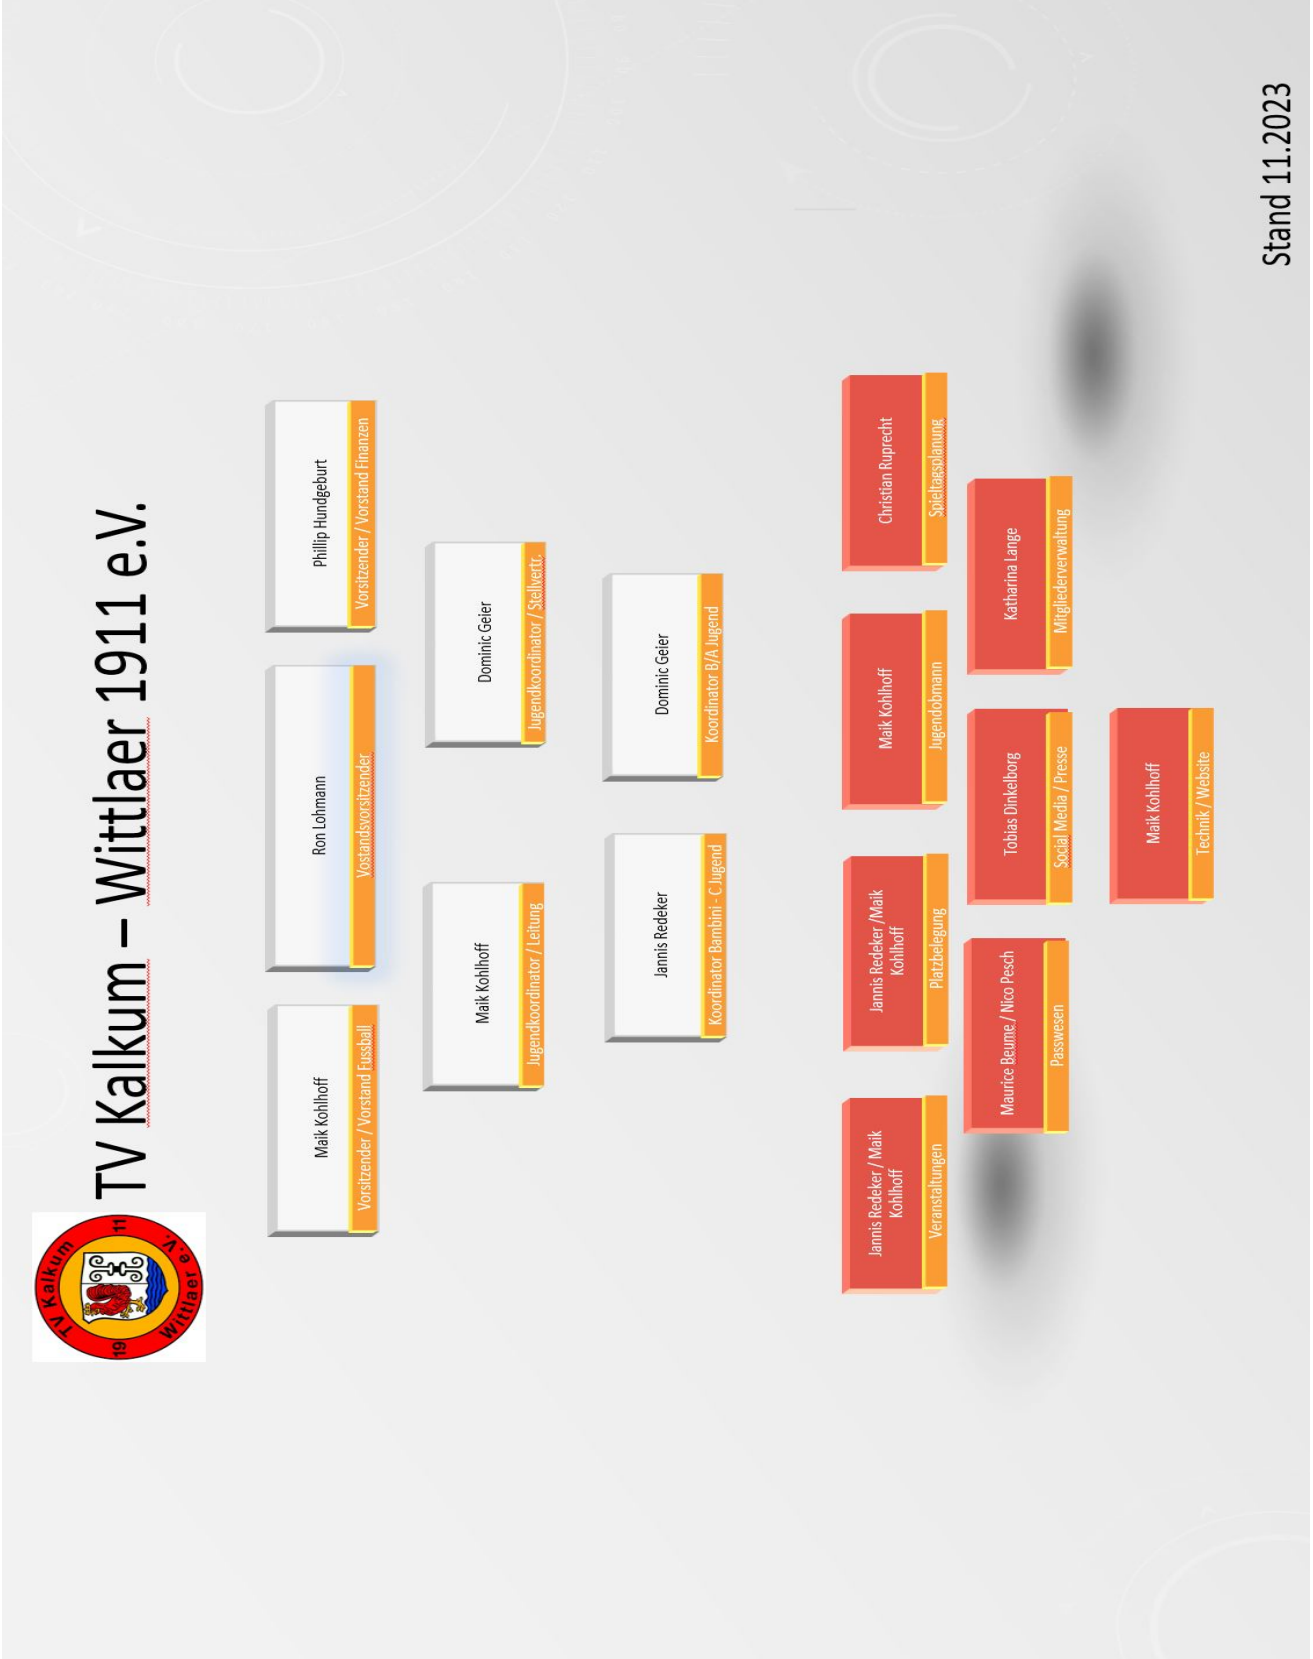 TV Kalkum
19 11
Wittlaer e.V.
TV Kalkum – Wittlaer 1911 e.V.
Maik Kohlhoff
Vorsitzender / Vorstand Fussball
Ron Lohmann
Vostandsvorsitzender
Phillip Hundgeburt
Vorsitzender / Vorstand Finanzen
Maik Kohlhoff
Jugendkoordinator / Leitung
Dominic Geier
Jugendkoordinator / Stellvertr.
Jannis Redeker
Koordinator Bambini - C Jugend
Dominic Geier
Koordinator B/A Jugend
Jannis Redeker / Maik
Kohlhoff
Veranstaltungen
Jannis Redeker /Maik
Kohlhoff
Platzbelegung
Maik Kohlhoff
Jugendobmann
Christian Ruprecht
Spieltagsplanung
Maurice Beume / Nico Pesch
Passwesen
Tobias Dinkelborg
Social Media / Presse
Katharina Lange
Mitgliederverwaltung
Maik Kohlhoff
Technik / Website
Stand 11.2023